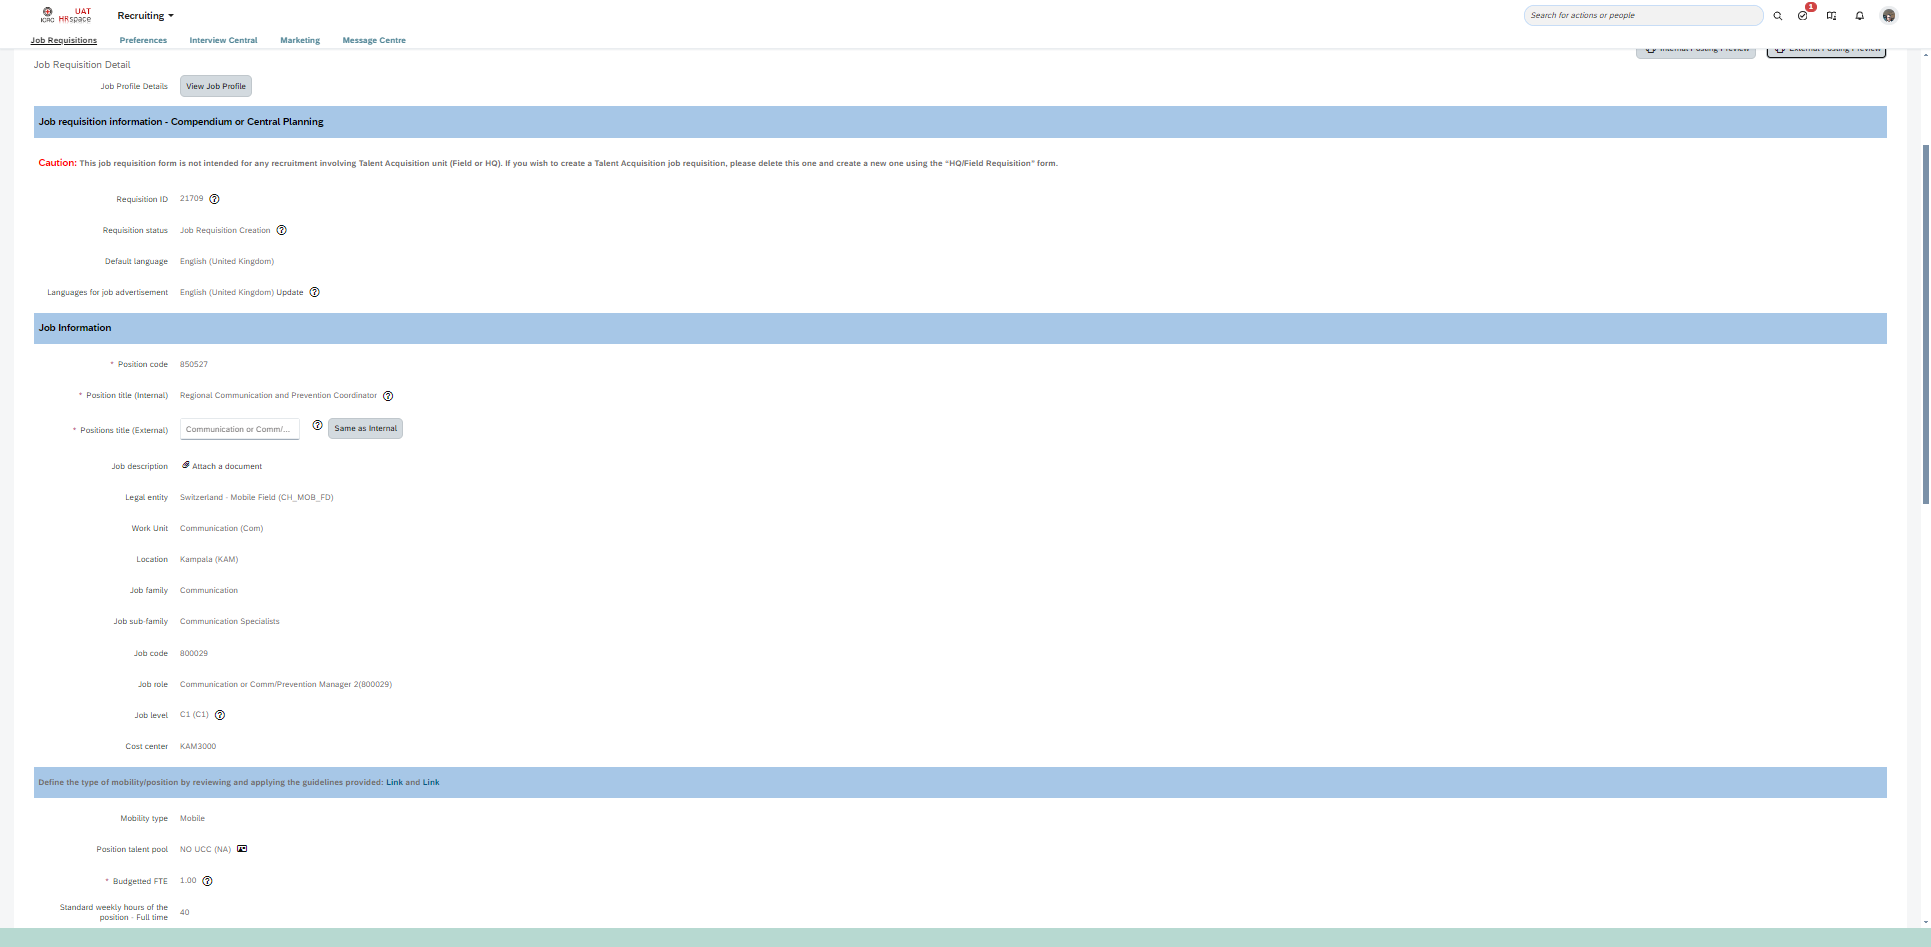 ICRC
UAT
HRspace
Recruiting
Search for actions or people
1
Job Requisitions
Preferences
Interview Central
Marketing
Message Centre
Internal Posting Preview
External Posting Preview
Job Requisition Detail
Job Profile Details View Job Profile
Job requisition information - Compendium or Central Planning
Caution: This job requisition form is not intended for any recruitment involving Talent Acquisition unit (Field or HQ). If you wish to create a Talent Acquisition job requisition, please delete this one and create a new one using the “HQ/Field Requisition” form.
Requisition ID 21709
Requisition status Job Requisition Creation
Default language English (United Kingdom)
Languages for job advertisement English (United Kingdom) Update
Job Information
* Position code 850527
* Position title (Internal) Regional Communication and Prevention Coordinator
* Positions title (External) Communication or Comm/... Same as Internal
Job description Attach a document
Legal entity Switzerland - Mobile Field (CH_MOB_FD)
Work Unit Communication (Com)
Location Kampala (KAM)
Job family Communication
Job sub-family Communication Specialists
Job code 800029
Job role Communication or Comm/Prevention Manager 2(800029)
Job level C1 (C1)
Cost center KAM3000
Define the type of mobility/position by reviewing and applying the guidelines provided: Link and Link
Mobility type Mobile
Position talent pool NO UCC (NA)
* Budgetted FTE 1.00
Standard weekly hours of the
position - Full time 40